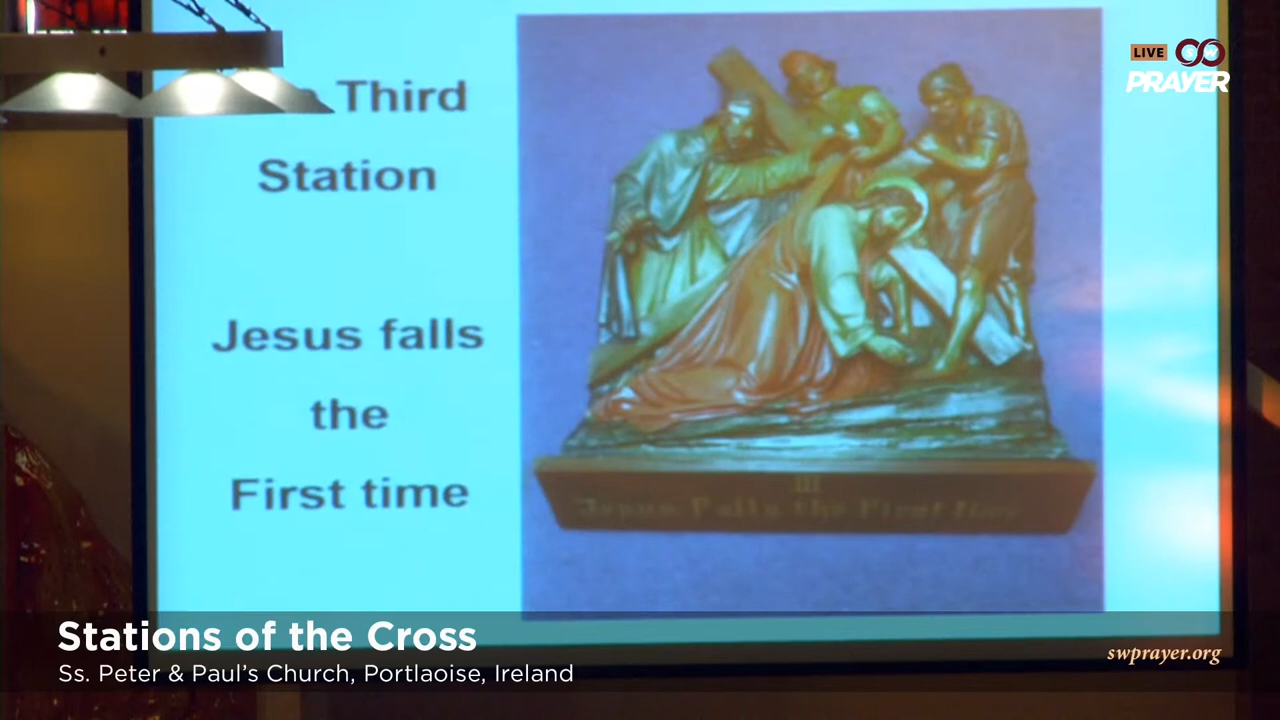 Third
Station
Jesus falls
the
First time
III
Jesus Falls the First time
LIVE
PRAYER
Stations of the Cross
Ss. Peter & Paul's Church, Portlaoise, Ireland
swprayer.org